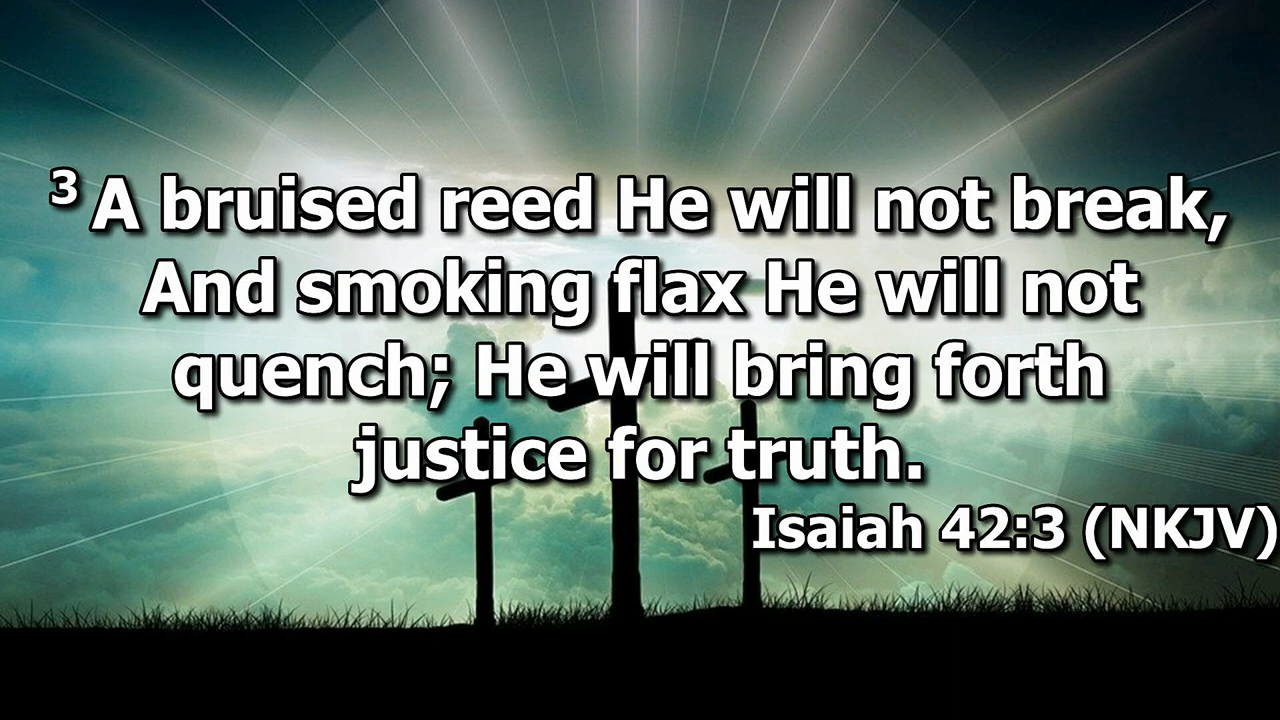 3 A bruised reed He will not break,
And smoking flax He will not
quench; He will bring forth
justice for truth.
Isaiah 42:3 (NKJV)